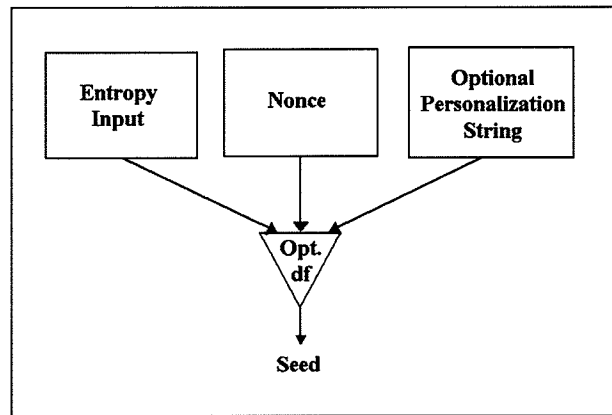 Entropy
Input
Nonce
Optional
Personalization
String
Opt.
df
Seed